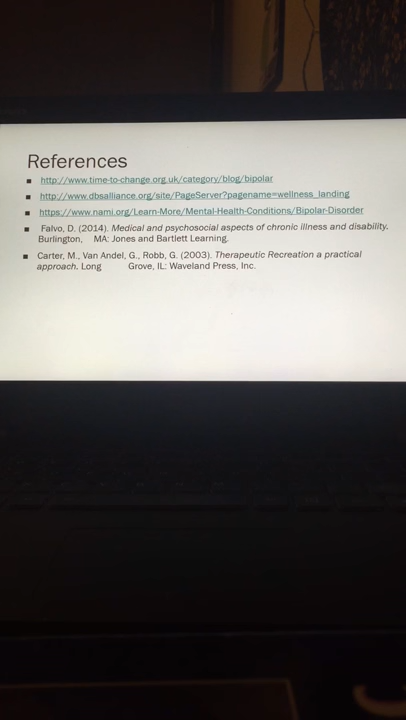 References
http://www.time-to-change.org.uk/category/blog/bipolar
http://www.dbsalliance.org/site/PageServer?pagename=wellness_landing
https://www.nami.org/Learn-More/Mental-Health-Conditions/Bipolar-Disorder
Falvo, D. (2014). Medical and psychosocial aspects of chronic illness and disability.
Burlington, MA: Jones and Bartlett Learning.
Carter, M., Van Andel, G., Robb, G. (2003). Therapeutic Recreation a practical
approach. Long Grove, IL: Waveland Press, Inc.